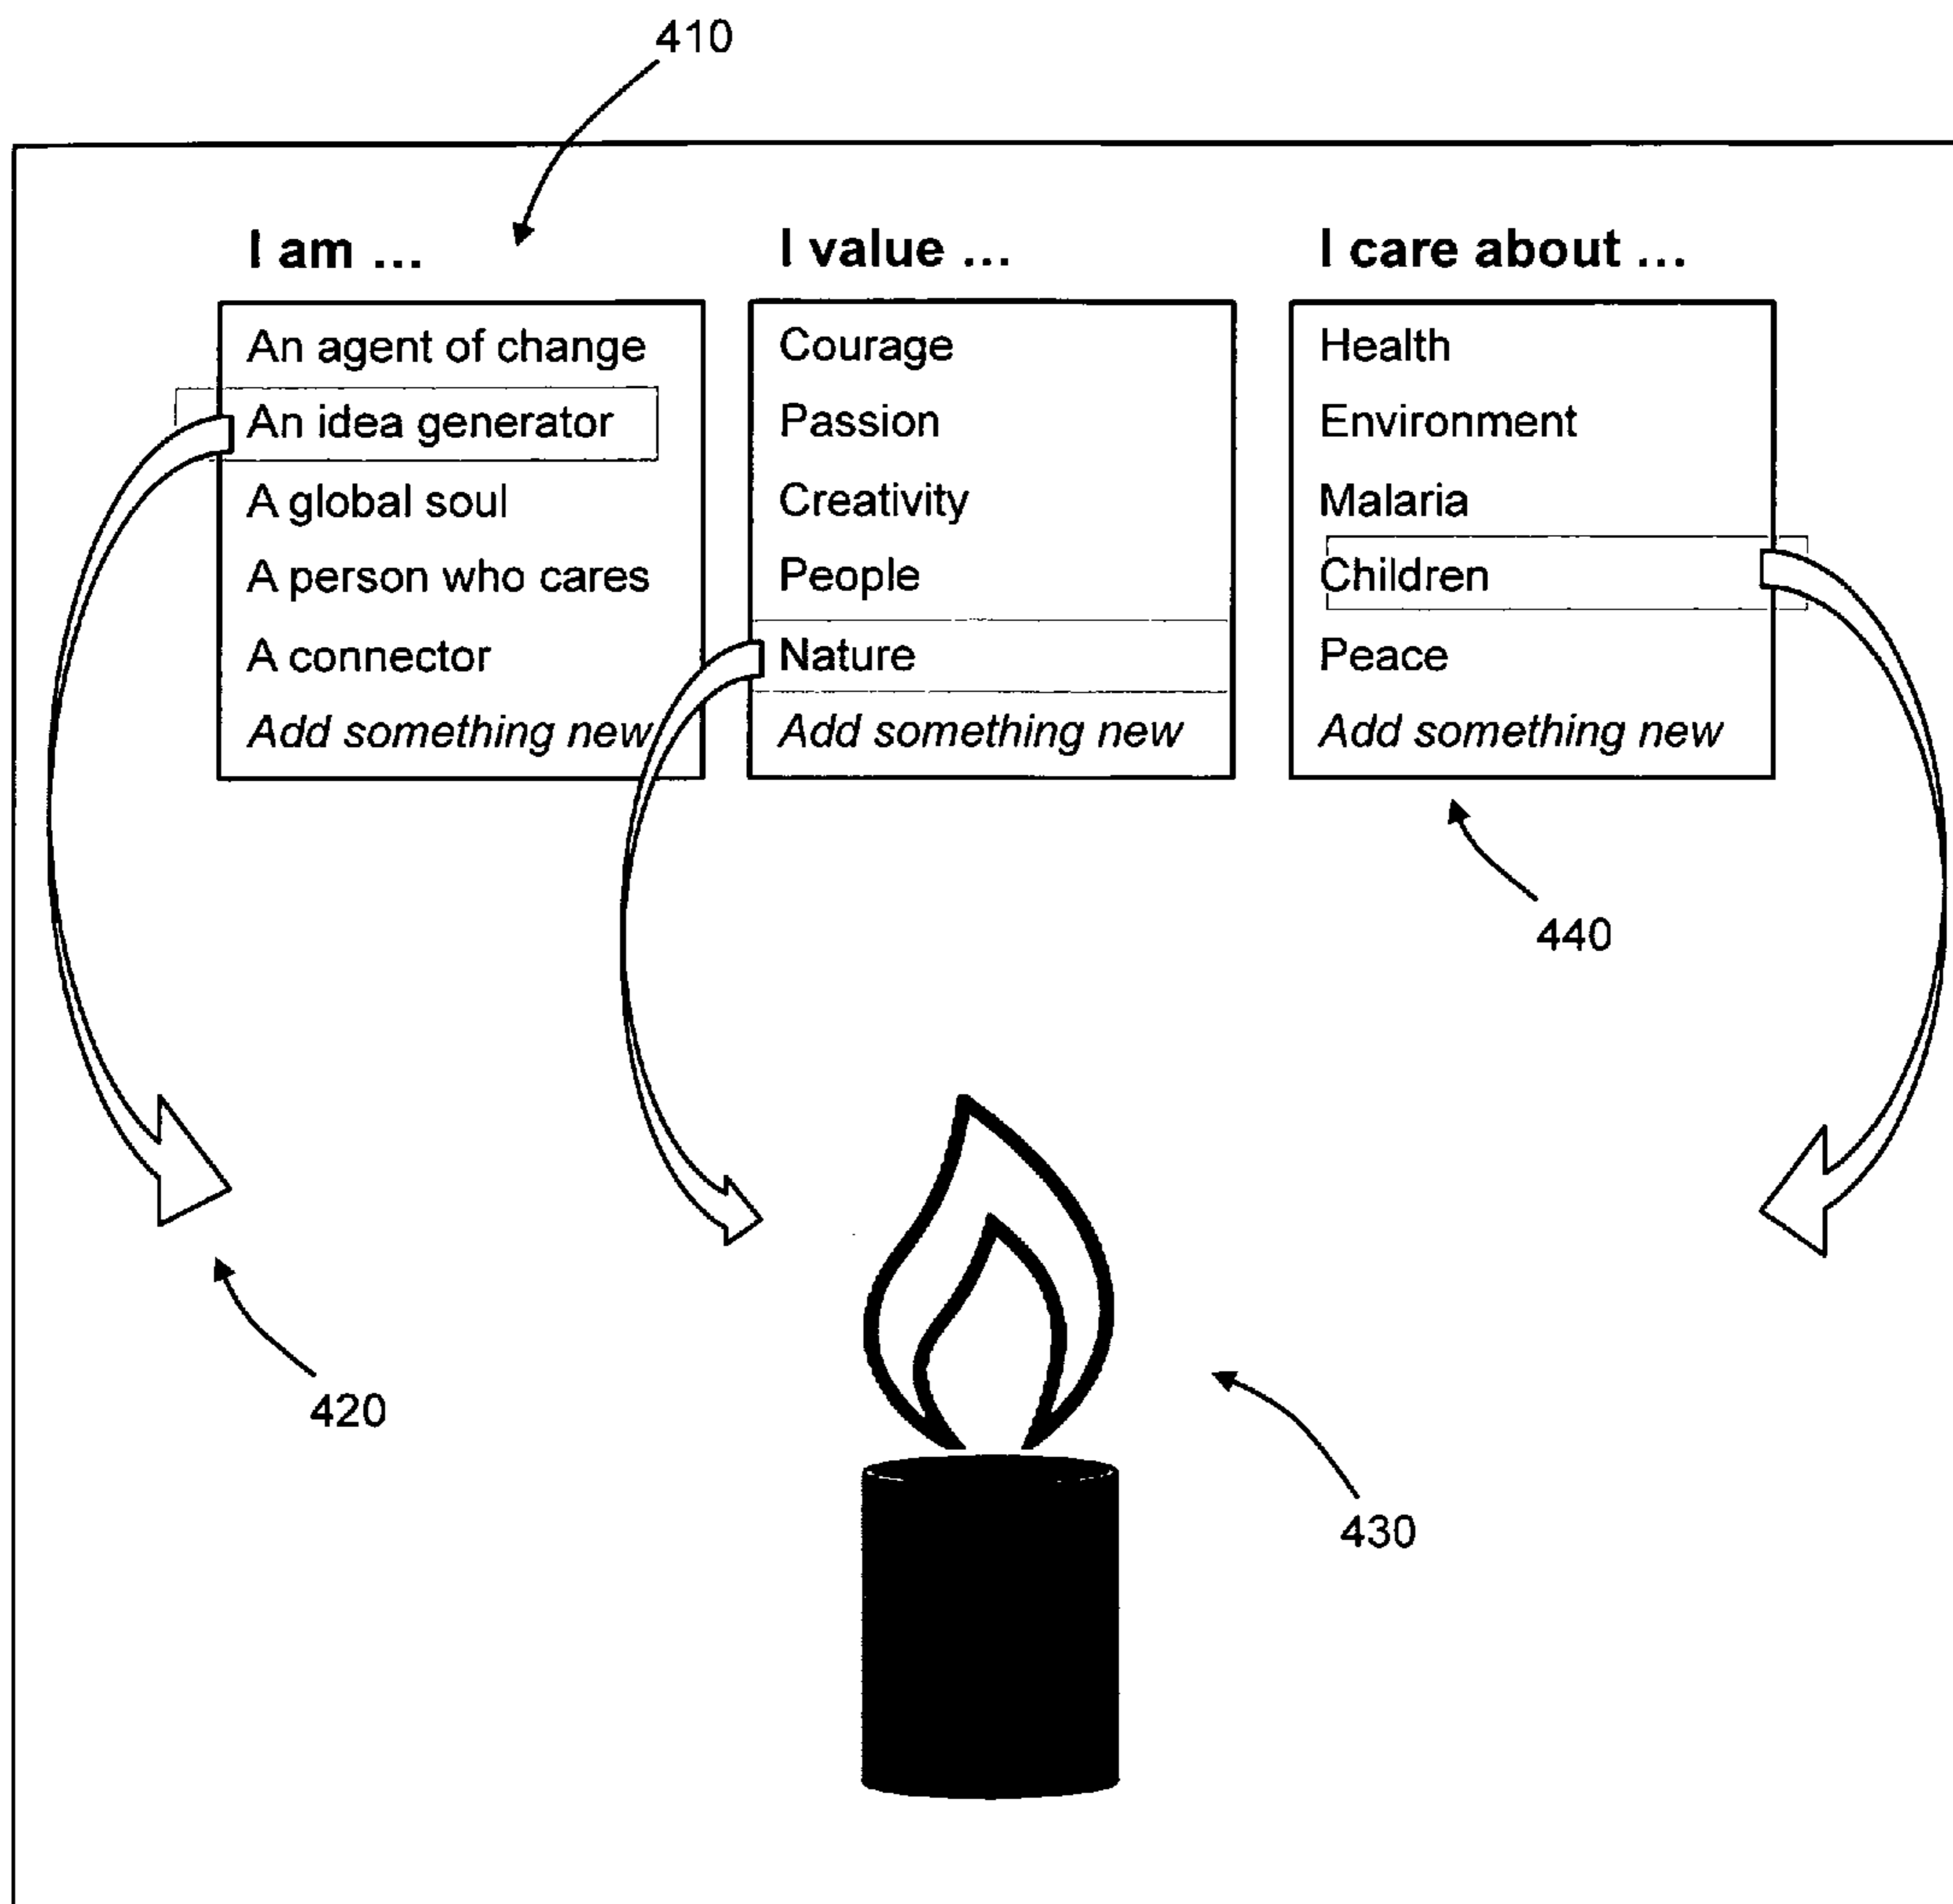 410
I am ...
An agent of change
An idea generator
A global soul
A person who cares
A connector
Add something new
I value ...
Courage
Passion
Creativity
People
Nature
Add something new
I care about ...
Health
Environment
Malaria
Children
Peace
Add something new
440
420
430